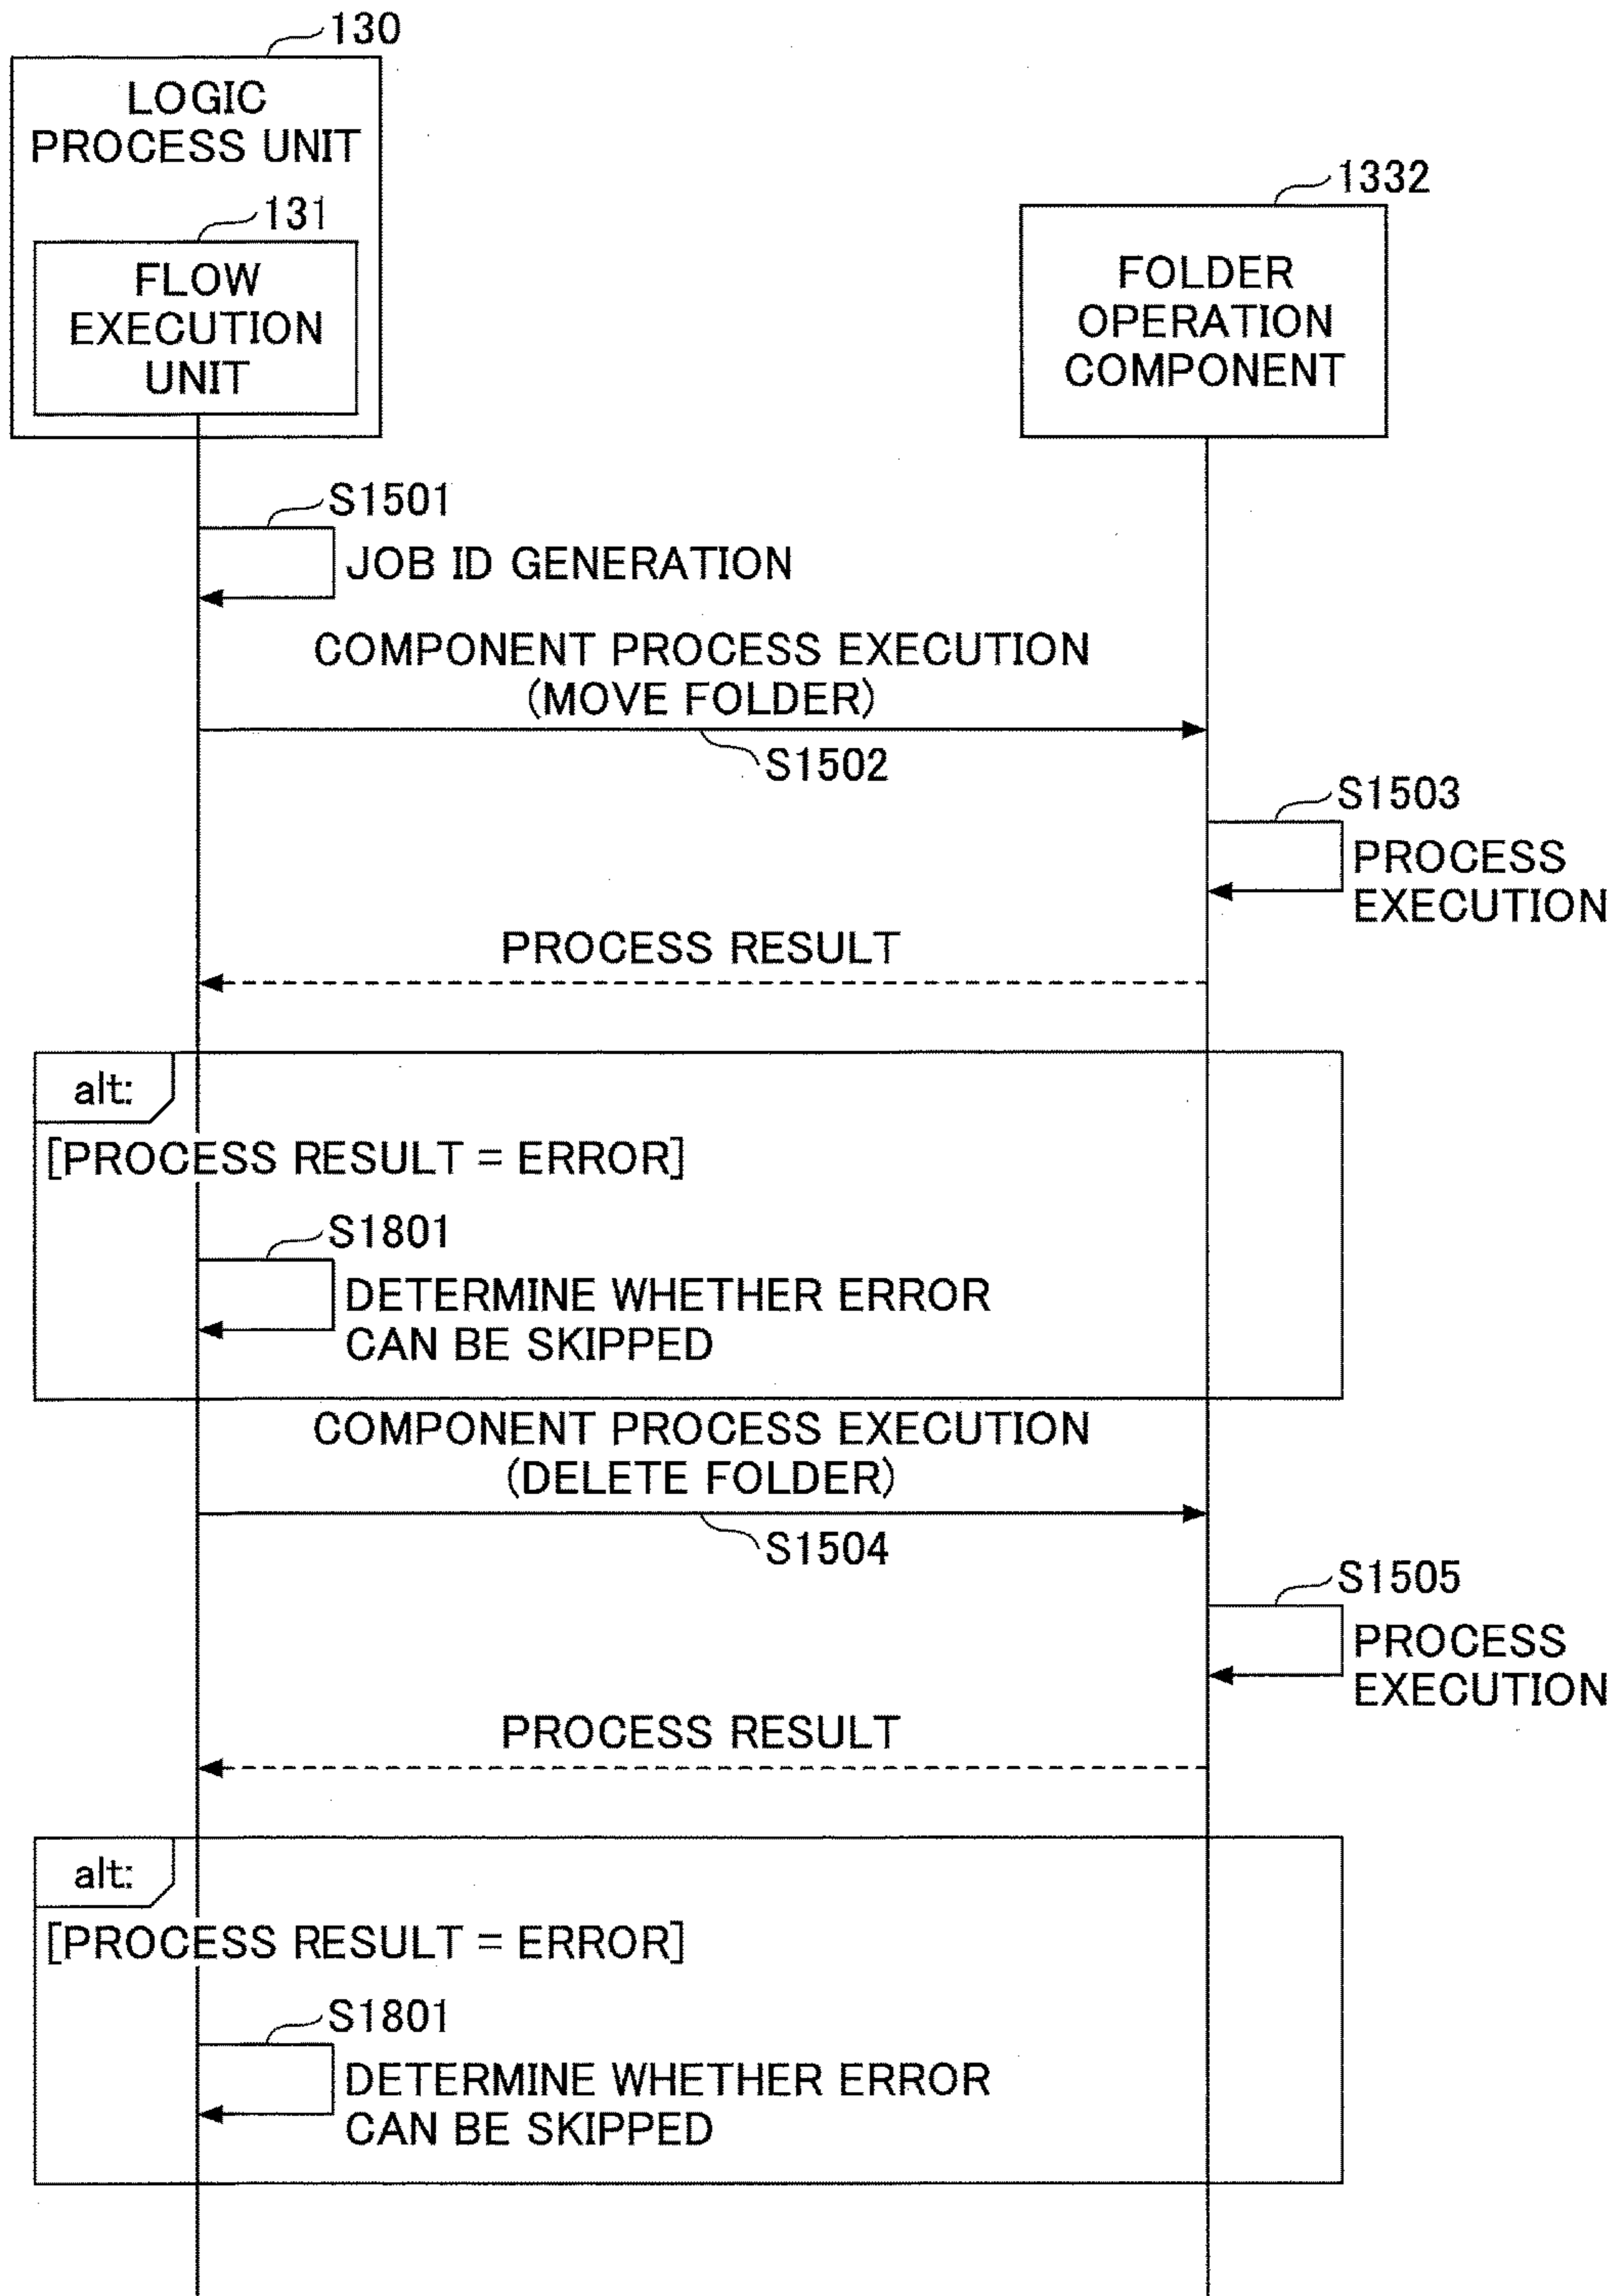 130
LOGIC
PROCESS UNIT
131
FLOW
EXECUTION
UNIT
1332
FOLDER
OPERATION
COMPONENT
S1501
JOB ID GENERATION
COMPONENT PROCESS EXECUTION
(MOVE FOLDER)
S1502
S1503
PROCESS
EXECUTION
PROCESS RESULT
alt:
[PROCESS RESULT = ERROR]
S1801
DETERMINE WHETHER ERROR
CAN BE SKIPPED
COMPONENT PROCESS EXECUTION
(DELETE FOLDER)
S1504
S1505
PROCESS
EXECUTION
PROCESS RESULT
alt:
[PROCESS RESULT = ERROR]
S1801
DETERMINE WHETHER ERROR
CAN BE SKIPPED